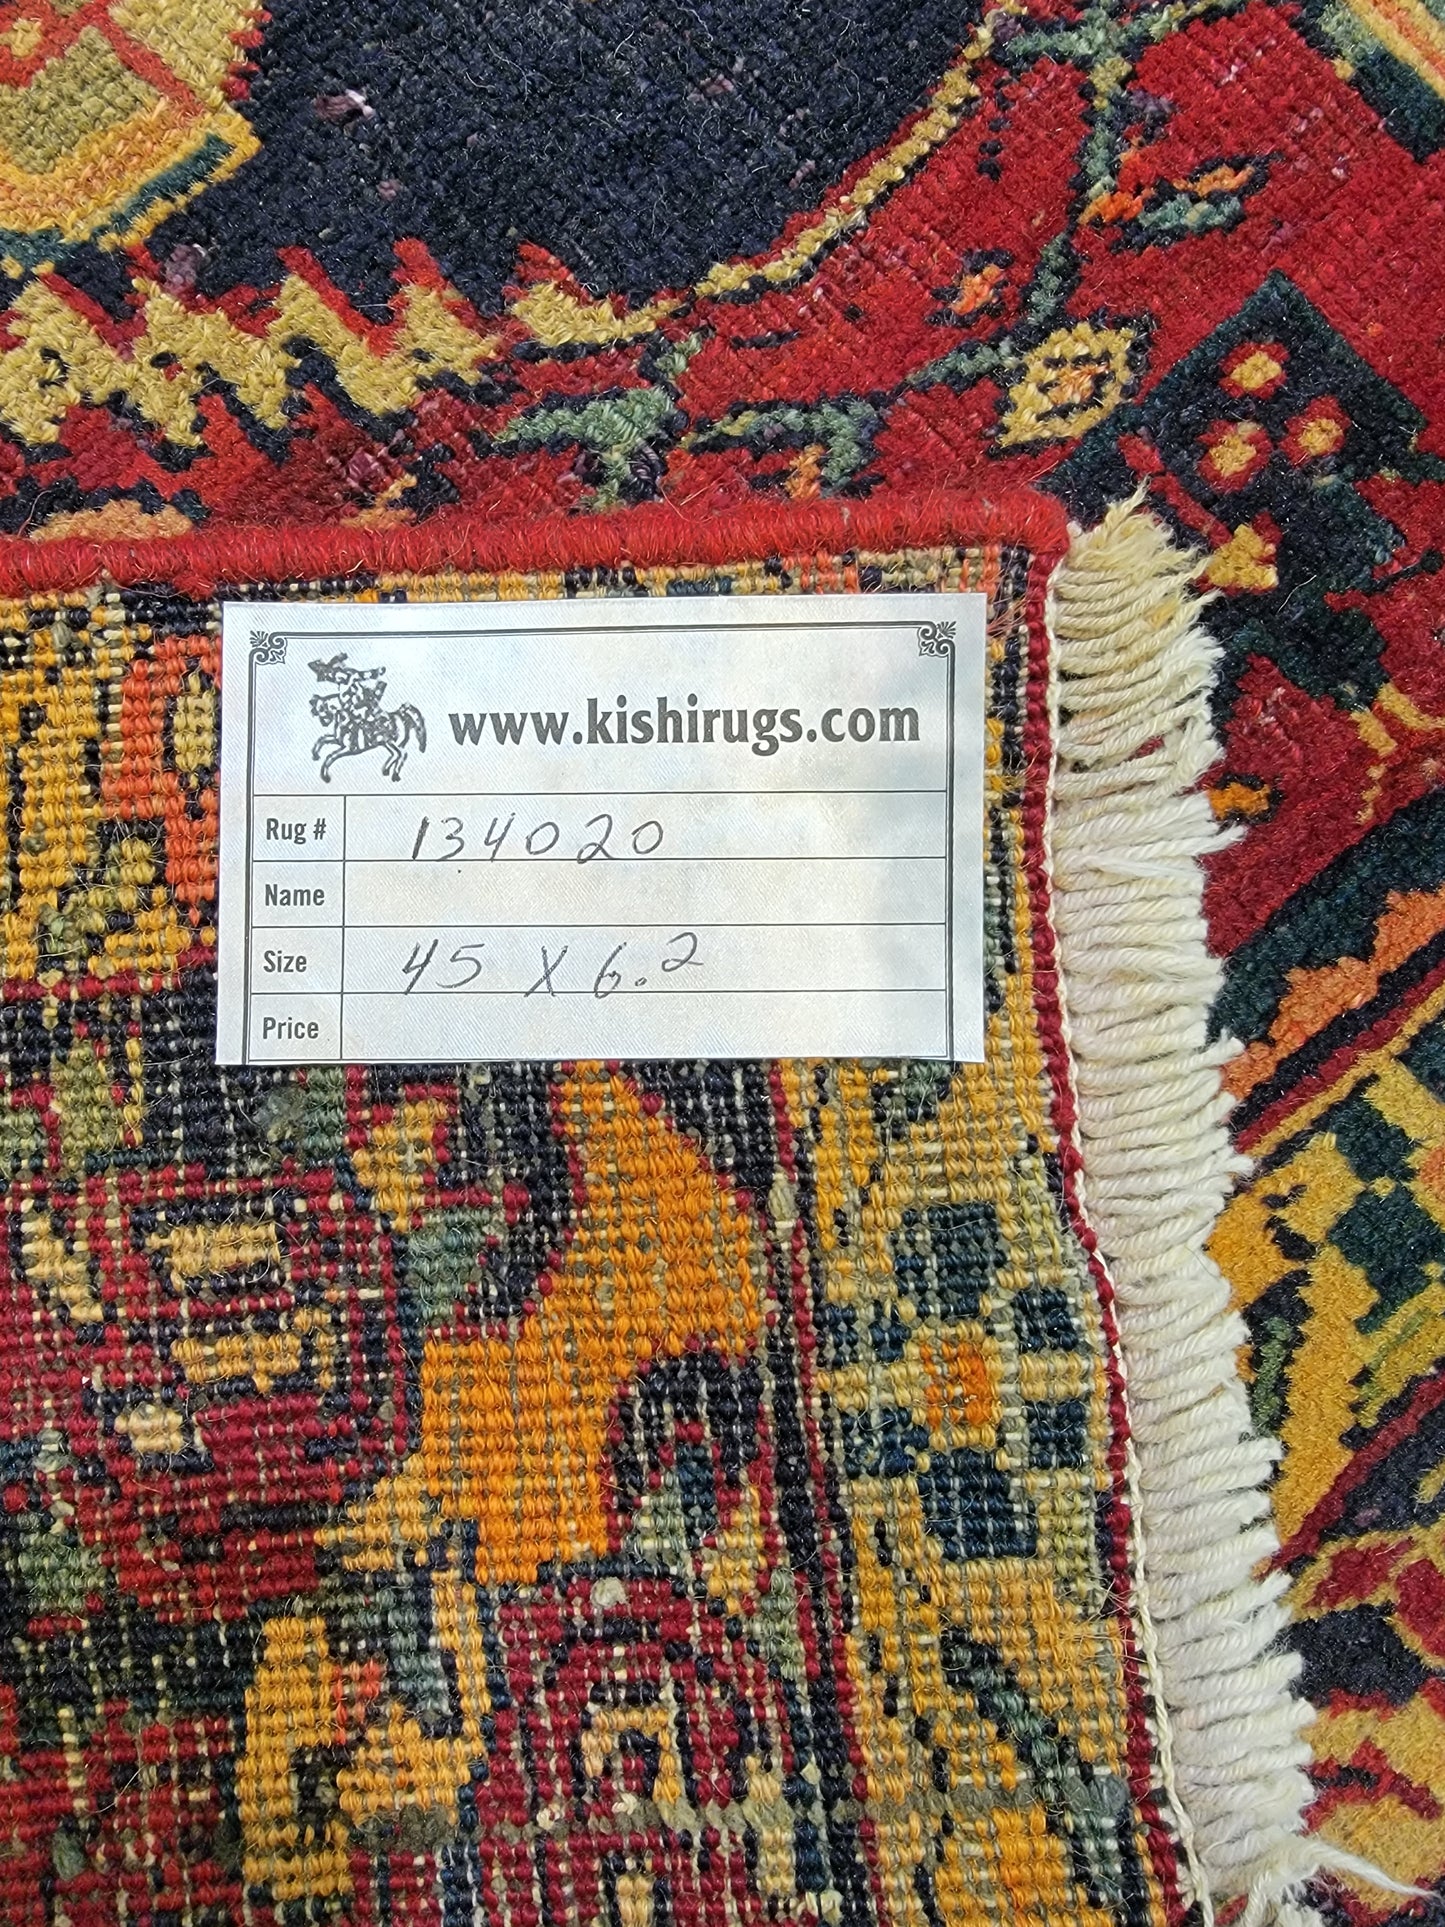 www.kishirugs.com
Rug # 134020
Name
Size 45 X 6.2
Price